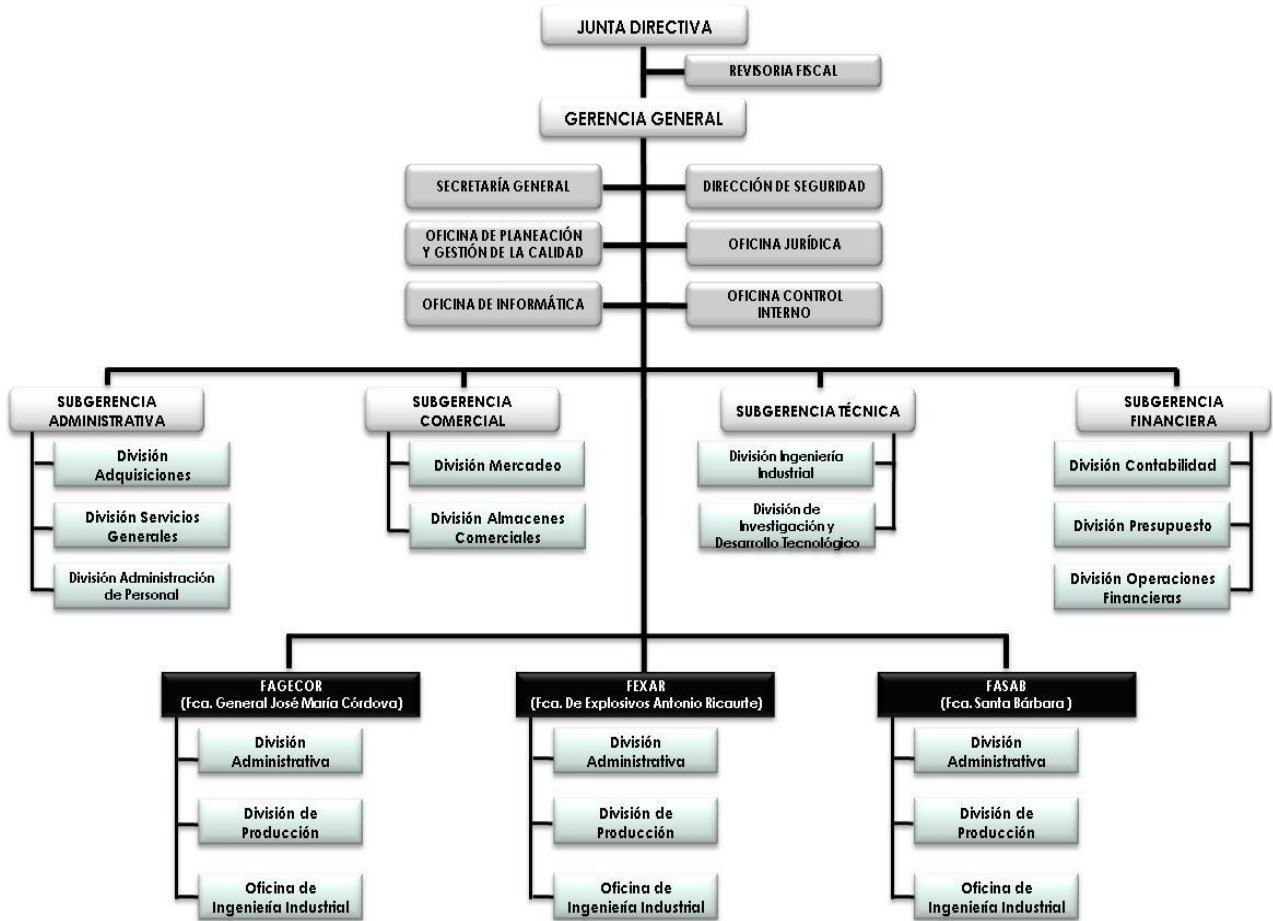 JUNTA DIRECTIVA
REVISORIA FISCAL
GERENCIA GENERAL
SECRETARÍA GENERAL
DIRECCIÓN DE SEGURIDAD
OFICINA DE PLANEACIÓN
Y GESTIÓN DE LA CALIDAD
OFICINA JURÍDICA
OFICINA DE INFORMÁTICA
OFICINA CONTROL
INTERNO
SUBGERENCIA
ADMINISTRATIVA
División
Adquisiciones
División Servicios
Generales
División Administración
de Personal
SUBGERENCIA
COMERCIAL
División Mercadeo
División Almacenes
Comerciales
SUBGERENCIA TÉCNICA
División Ingeniería
Industrial
División de
Investigación y
Desarrollo Tecnológico
SUBGERENCIA
FINANCIERA
División Contabilidad
División Presupuesto
División Operaciones
Financieras
FAGECOR
(Fca. General José María Córdova)
División
Administrativa
División de
Producción
Oficina de
Ingeniería Industrial
FEXAR
(Fca. De Explosivos Antonio Ricaurte)
División
Administrativa
División de
Producción
Oficina de
Ingeniería Industrial
FASAB
(Fca. Santa Bárbara )
División
Administrativa
División de
Producción
Oficina de
Ingeniería Industrial